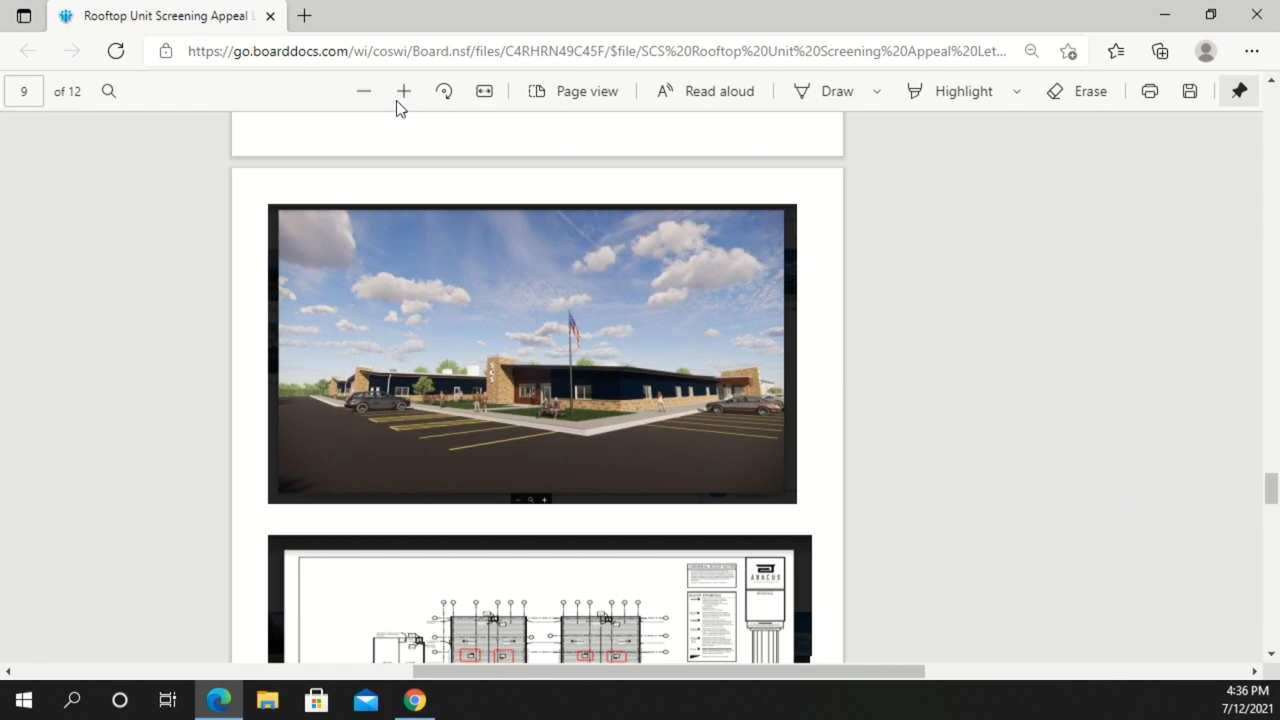 Rooftop Unit Screening Appeal L
https://go.boarddocs.com/wi/coswi/Board.nsf/files/C4RHRN49C45F/$file/SCS%20Rooftop%20Unit%20Screening%20Appeal%20Let...
9 of 12 Page view Read aloud Draw Highlight Erase
SCS
ABACUS
4:36 PM
7/12/2021